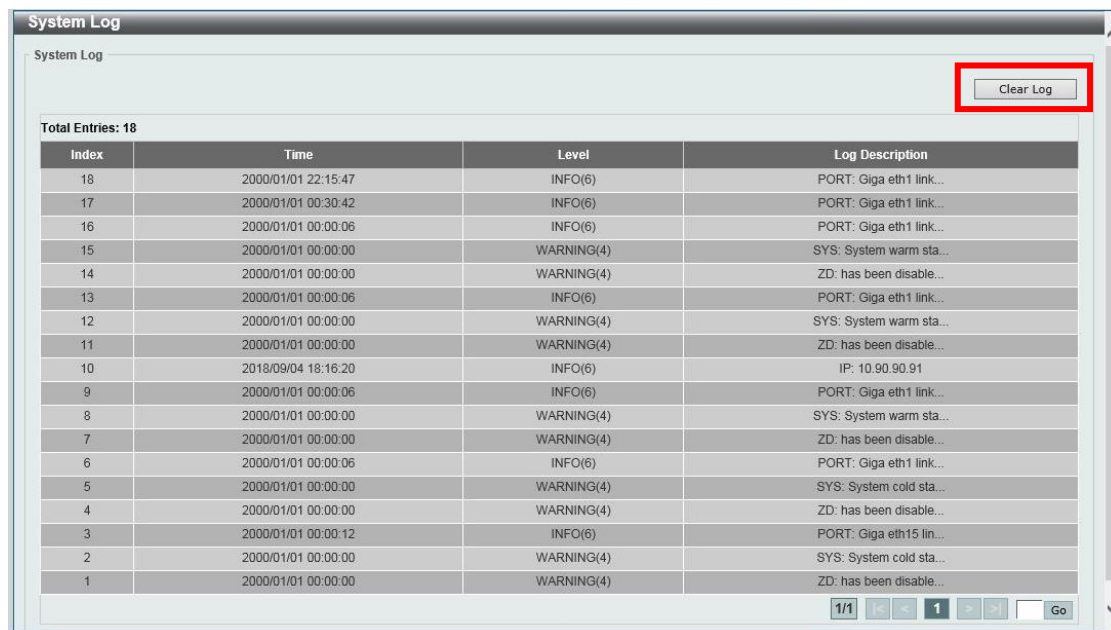 System Log
System Log
Clear Log
Total Entries: 18
Index Time Level Log Description
18 2000/01/01 22:15:47 INFO(6) PORT: Giga eth1 link...
17 2000/01/01 00:30:42 INFO(6) PORT: Giga eth1 link...
16 2000/01/01 00:00:06 INFO(6) PORT: Giga eth1 link...
15 2000/01/01 00:00:00 WARNING(4) SYS: System warm sta...
14 2000/01/01 00:00:00 WARNING(4) ZD: has been disable...
13 2000/01/01 00:00:06 INFO(6) PORT: Giga eth1 link...
12 2000/01/01 00:00:00 WARNING(4) SYS: System warm sta...
11 2000/01/01 00:00:00 WARNING(4) ZD: has been disable...
10 2018/09/04 18:16:20 INFO(6) IP: 10.90.90.91
9 2000/01/01 00:00:06 INFO(6) PORT: Giga eth1 link...
8 2000/01/01 00:00:00 WARNING(4) SYS: System warm sta...
7 2000/01/01 00:00:00 WARNING(4) ZD: has been disable...
6 2000/01/01 00:00:06 INFO(6) PORT: Giga eth1 link...
5 2000/01/01 00:00:00 WARNING(4) SYS: System cold sta...
4 2000/01/01 00:00:00 WARNING(4) ZD: has been disable...
3 2000/01/01 00:00:12 INFO(6) PORT: Giga eth15 lin...
2 2000/01/01 00:00:00 WARNING(4) SYS: System cold sta...
1 2000/01/01 00:00:00 WARNING(4) ZD: has been disable...
1/1 |< < 1 > >| Go